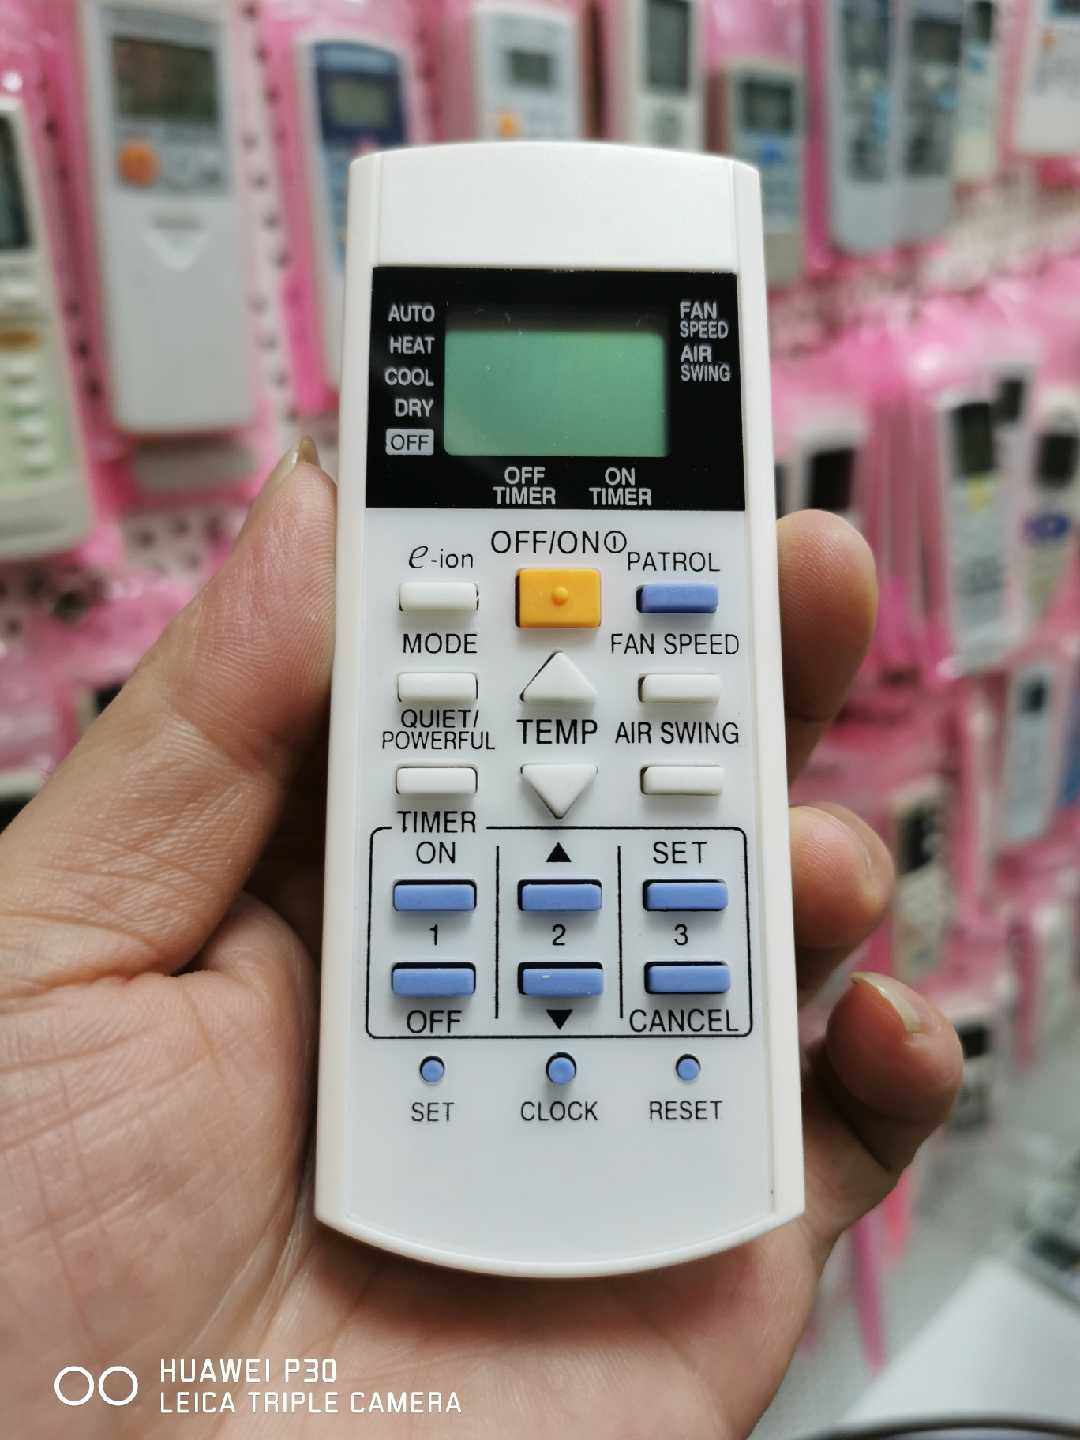 AUTO
HEAT
COOL
DRY
OFF
FAN
SPEED
AIR
SWING
OFF
TIMER
ON
TIMER
OFF/ON
e-ion
PATROL
MODE
FAN SPEED
QUIET/
POWERFUL
TEMP
AIR SWING
TIMER
ON
▲
SET
1
2
3
OFF
▼
CANCEL
SET
CLOCK
RESET
HUAWEI P30
LEICA TRIPLE CAMERA